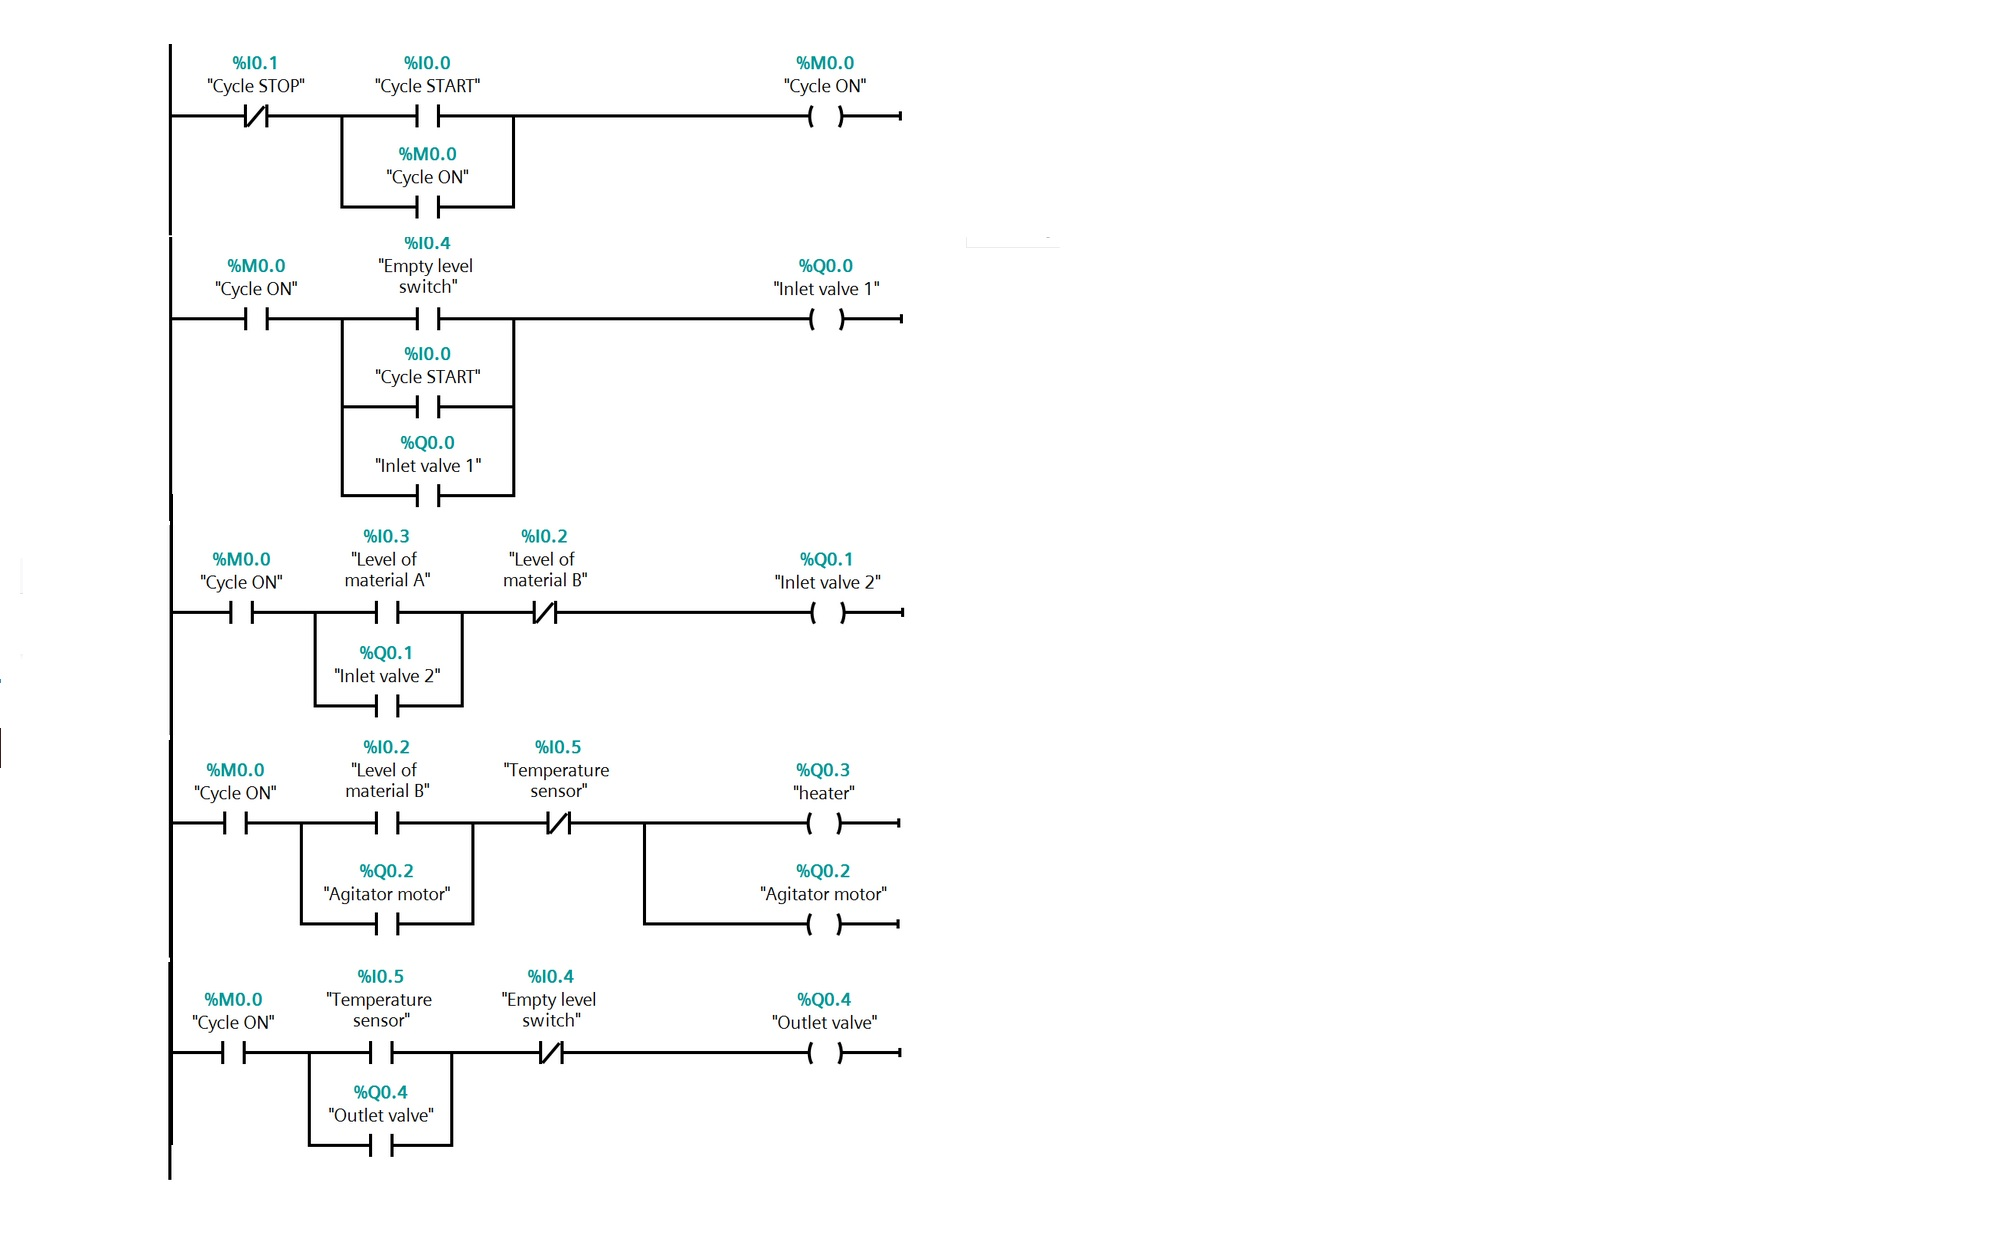 %I0.1
"Cycle STOP"
%I0.0
"Cycle START"
%M0.0
"Cycle ON"
%M0.0
"Cycle ON"
%M0.0
"Cycle ON"
%I0.4
"Empty level
switch"
%Q0.0
"Inlet valve 1"
%I0.0
"Cycle START"
%Q0.0
"Inlet valve 1"
%M0.0
"Cycle ON"
%I0.3
"Level of
material A"
%I0.2
"Level of
material B"
%Q0.1
"Inlet valve 2"
%Q0.1
"Inlet valve 2"
%M0.0
"Cycle ON"
%I0.2
"Level of
material B"
%I0.5
"Temperature
sensor"
%Q0.3
"heater"
%Q0.2
"Agitator motor"
%Q0.2
"Agitator motor"
%M0.0
"Cycle ON"
%I0.5
"Temperature
sensor"
%I0.4
"Empty level
switch"
%Q0.4
"Outlet valve"
%Q0.4
"Outlet valve"